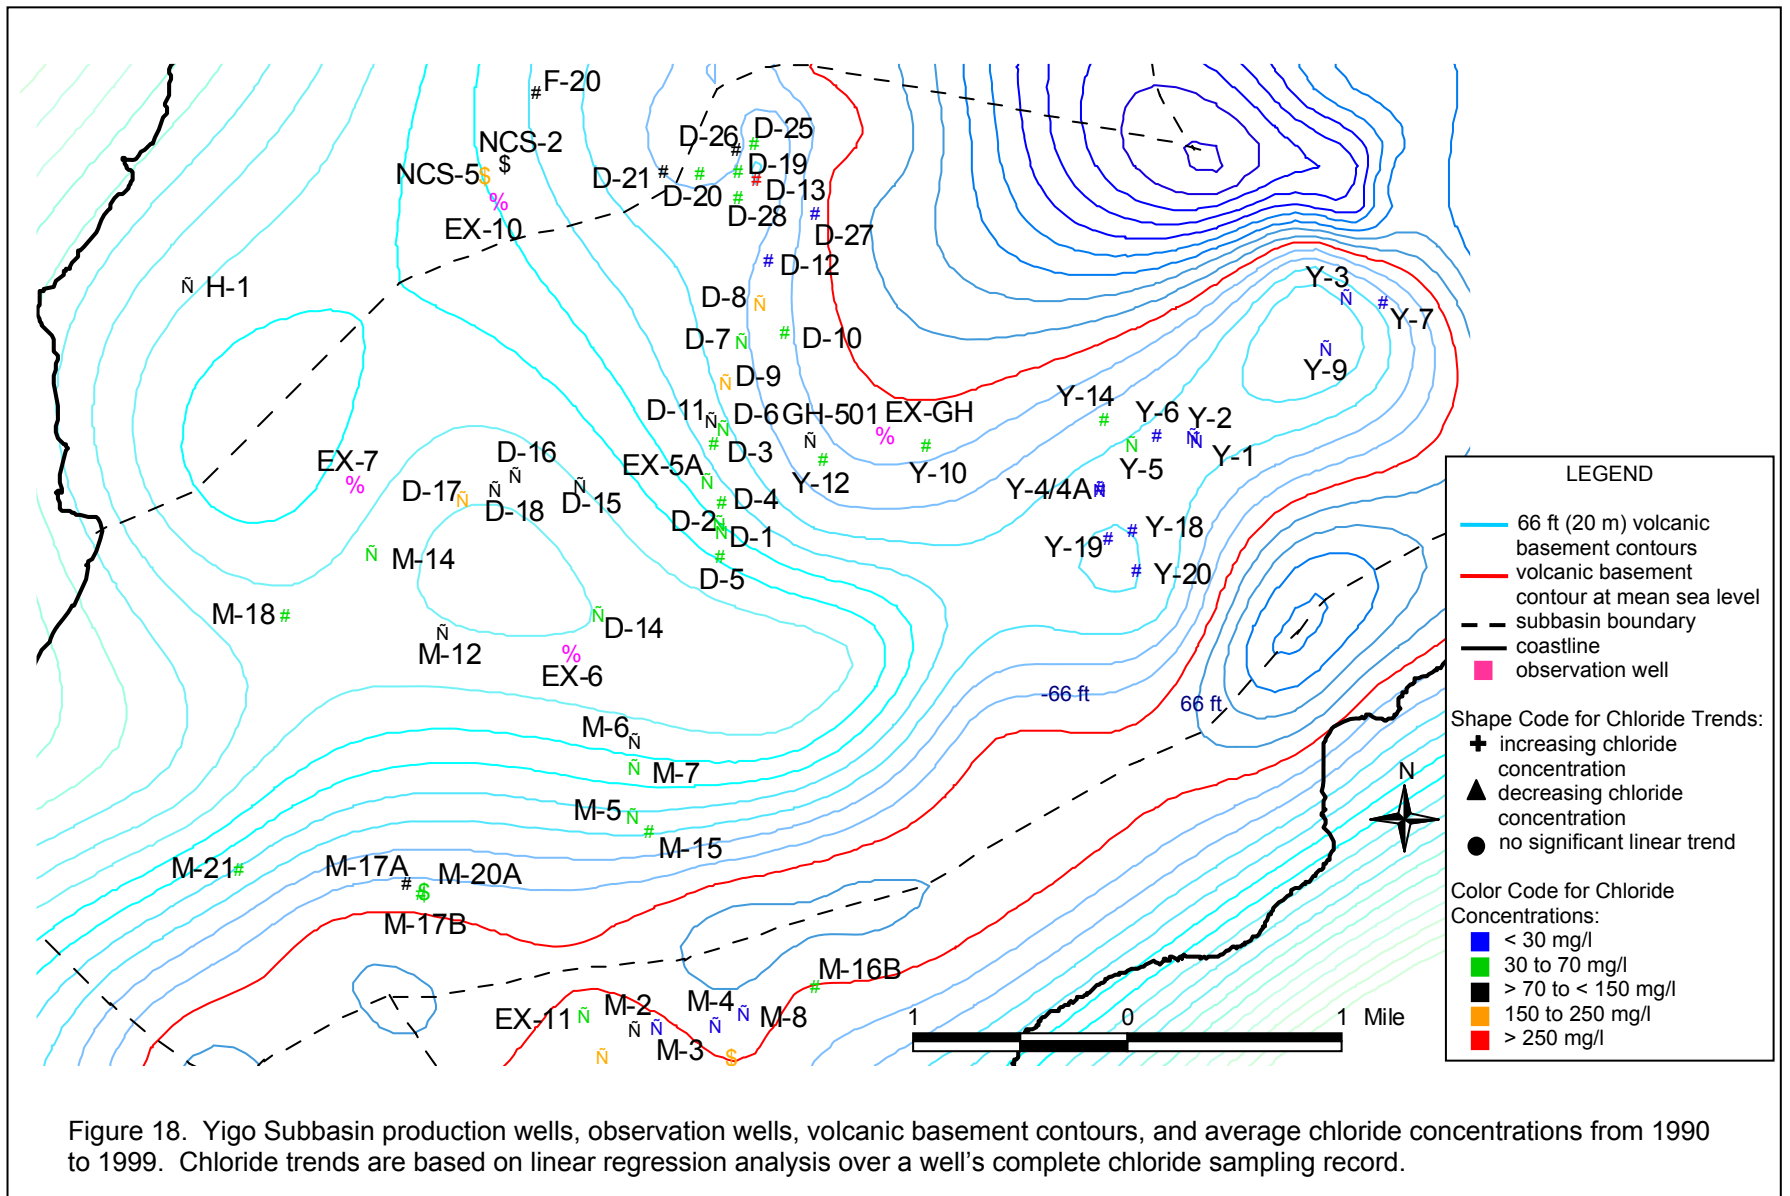 F-20
#
NCS-2
$
NCS-5 $
%
EX-10
D-26 #
D-25 #
D-21 #
#
D-20
#
D-19
#
D-13
#
D-28
#
D-27
#
D-12
Ñ H-1
D-8 Ñ
D-7 Ñ
#
D-10
Ñ
D-9
D-11 Ñ
Ñ
D-6
GH-501
Ñ
EX-GH
%
#
D-3
#
Y-12
#
Y-10
Y-3
Ñ
#
Y-7
Ñ
Y-9
Y-14
#
Y-6
#
Y-2
Ñ
Ñ
Y-1
Ñ
Y-5
Y-4/4A Ñ
# Y-18
Y-19 #
# Y-20
EX-7
%
D-16
Ñ
D-17 Ñ
Ñ
D-18
Ñ
D-15
EX-5A
Ñ
#
D-4
D-2 Ñ
Ñ
D-1
#
D-5
Ñ M-14
M-18 #
Ñ
M-12
Ñ
D-14
%
EX-6
M-6 Ñ
Ñ M-7
M-5 Ñ
#
M-15
M-21 #
M-17A
#
#
$
M-20A
M-17B
-66 ft
66 ft
EX-11 Ñ
M-2
Ñ
Ñ
M-3
M-4
Ñ
Ñ
M-8
M-16B
#
Ñ
$
1 0 1 Mile
N
LEGEND
66 ft (20 m) volcanic
basement contours
volcanic basement
contour at mean sea level
subbasin boundary
coastline
observation well
Shape Code for Chloride Trends:
increasing chloride
concentration
decreasing chloride
concentration
no significant linear trend
Color Code for Chloride
Concentrations:
< 30 mg/l
30 to 70 mg/l
> 70 to < 150 mg/l
150 to 250 mg/l
> 250 mg/l
Figure 18. Yigo Subbasin production wells, observation wells, volcanic basement contours, and average chloride concentrations from 1990
to 1999. Chloride trends are based on linear regression analysis over a well's complete chloride sampling record.